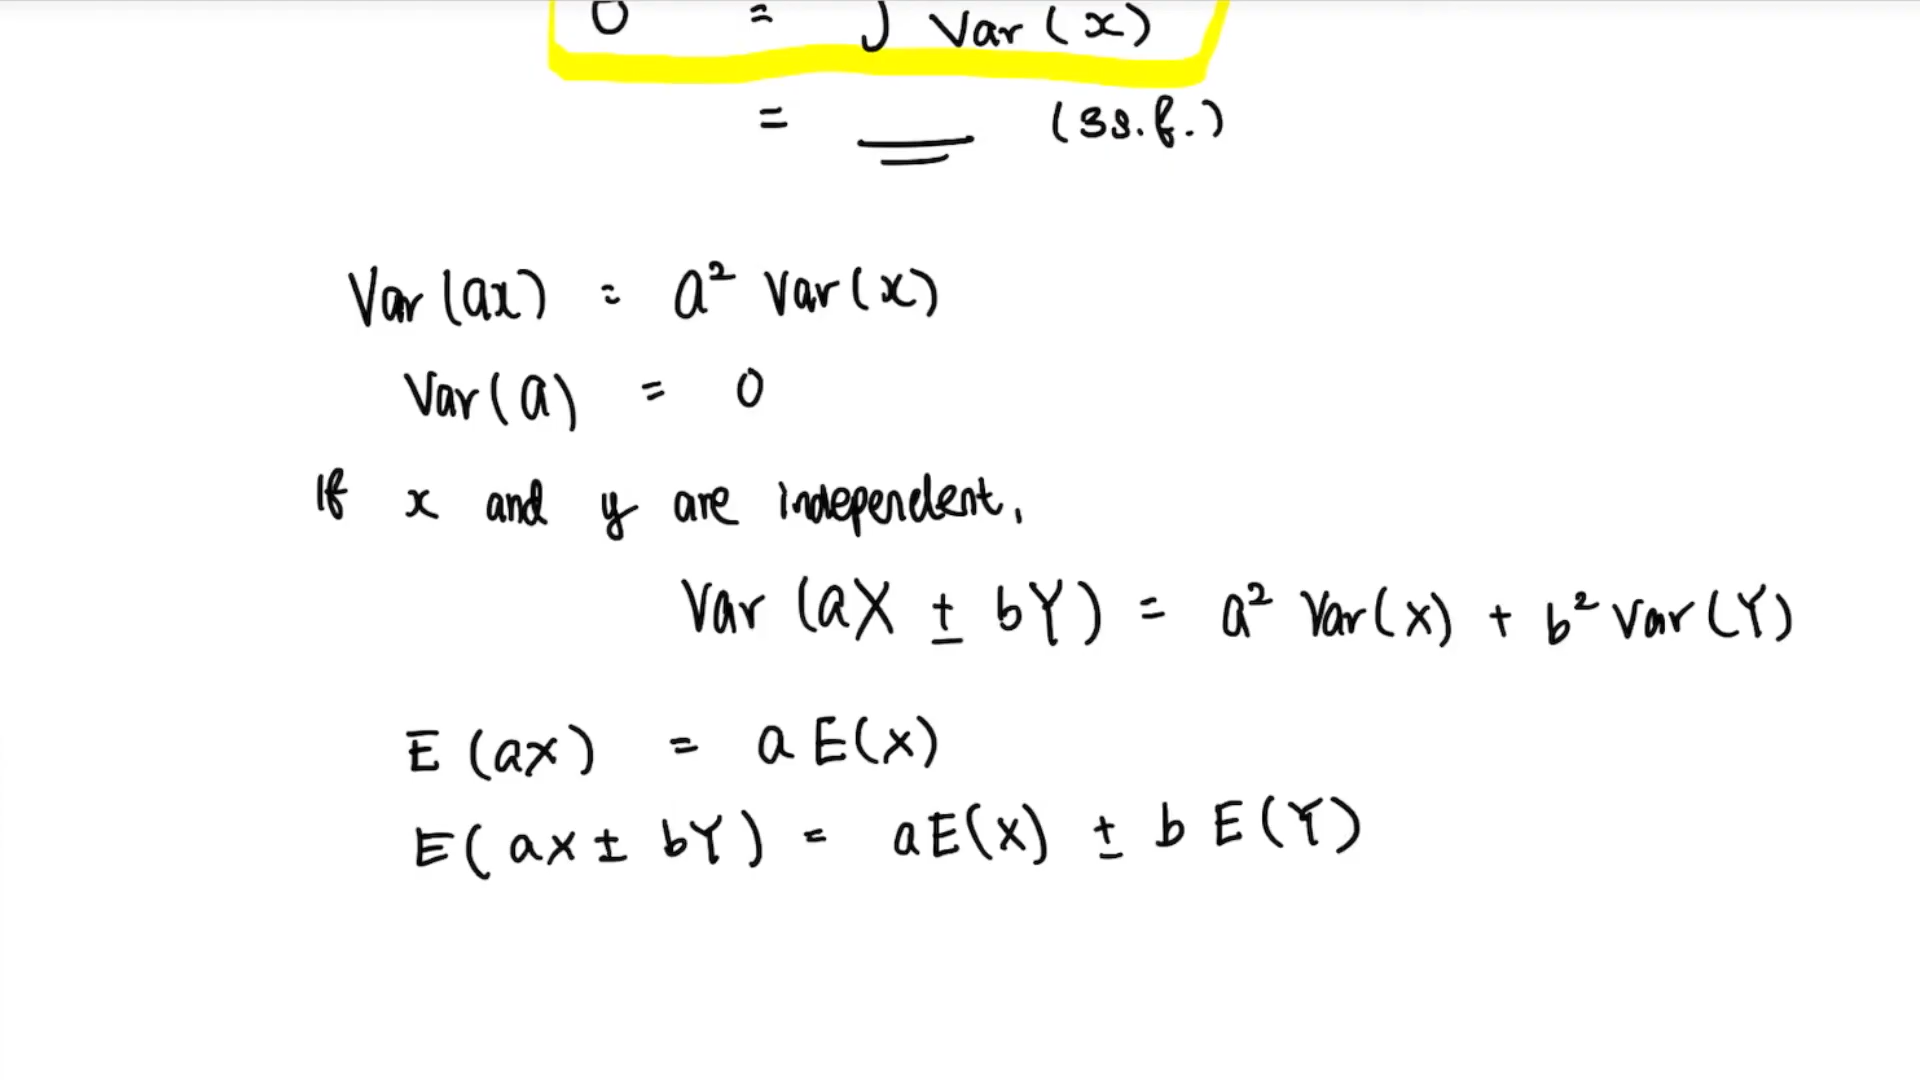 = √Var(x)
= ___ (3s.f.)
Var(ax) = a² Var(x)
Var(a) = 0
If x and y are independent,
Var (aX ± bY) = a² Var(X) + b² Var(Y)
E (ax) = a E(x)
E( ax ± bY) = aE(X) ± b E(Y)